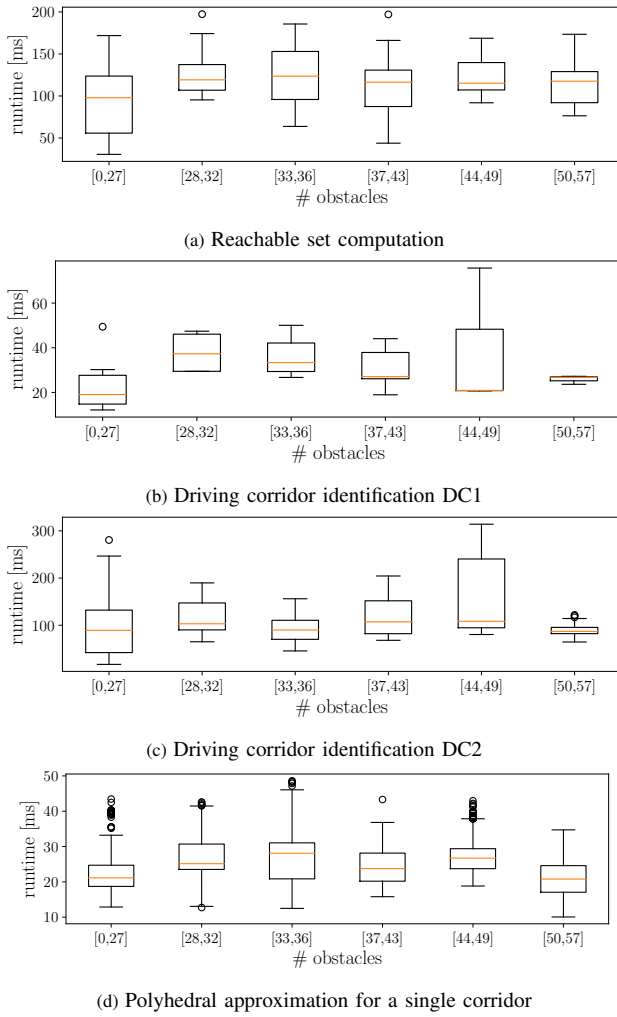 200
150
100
50
runtime [ms]
[0,27] [28,32] [33,36] [37,43] [44,49] [50,57]
# obstacles
(a) Reachable set computation
60
40
20
runtime [ms]
[0,27] [28,32] [33,36] [37,43] [44,49] [50,57]
# obstacles
(b) Driving corridor identification DC1
300
200
100
runtime [ms]
[0,27] [28,32] [33,36] [37,43] [44,49] [50,57]
# obstacles
(c) Driving corridor identification DC2
50
40
30
20
10
runtime [ms]
[0,27] [28,32] [33,36] [37,43] [44,49] [50,57]
# obstacles
(d) Polyhedral approximation for a single corridor